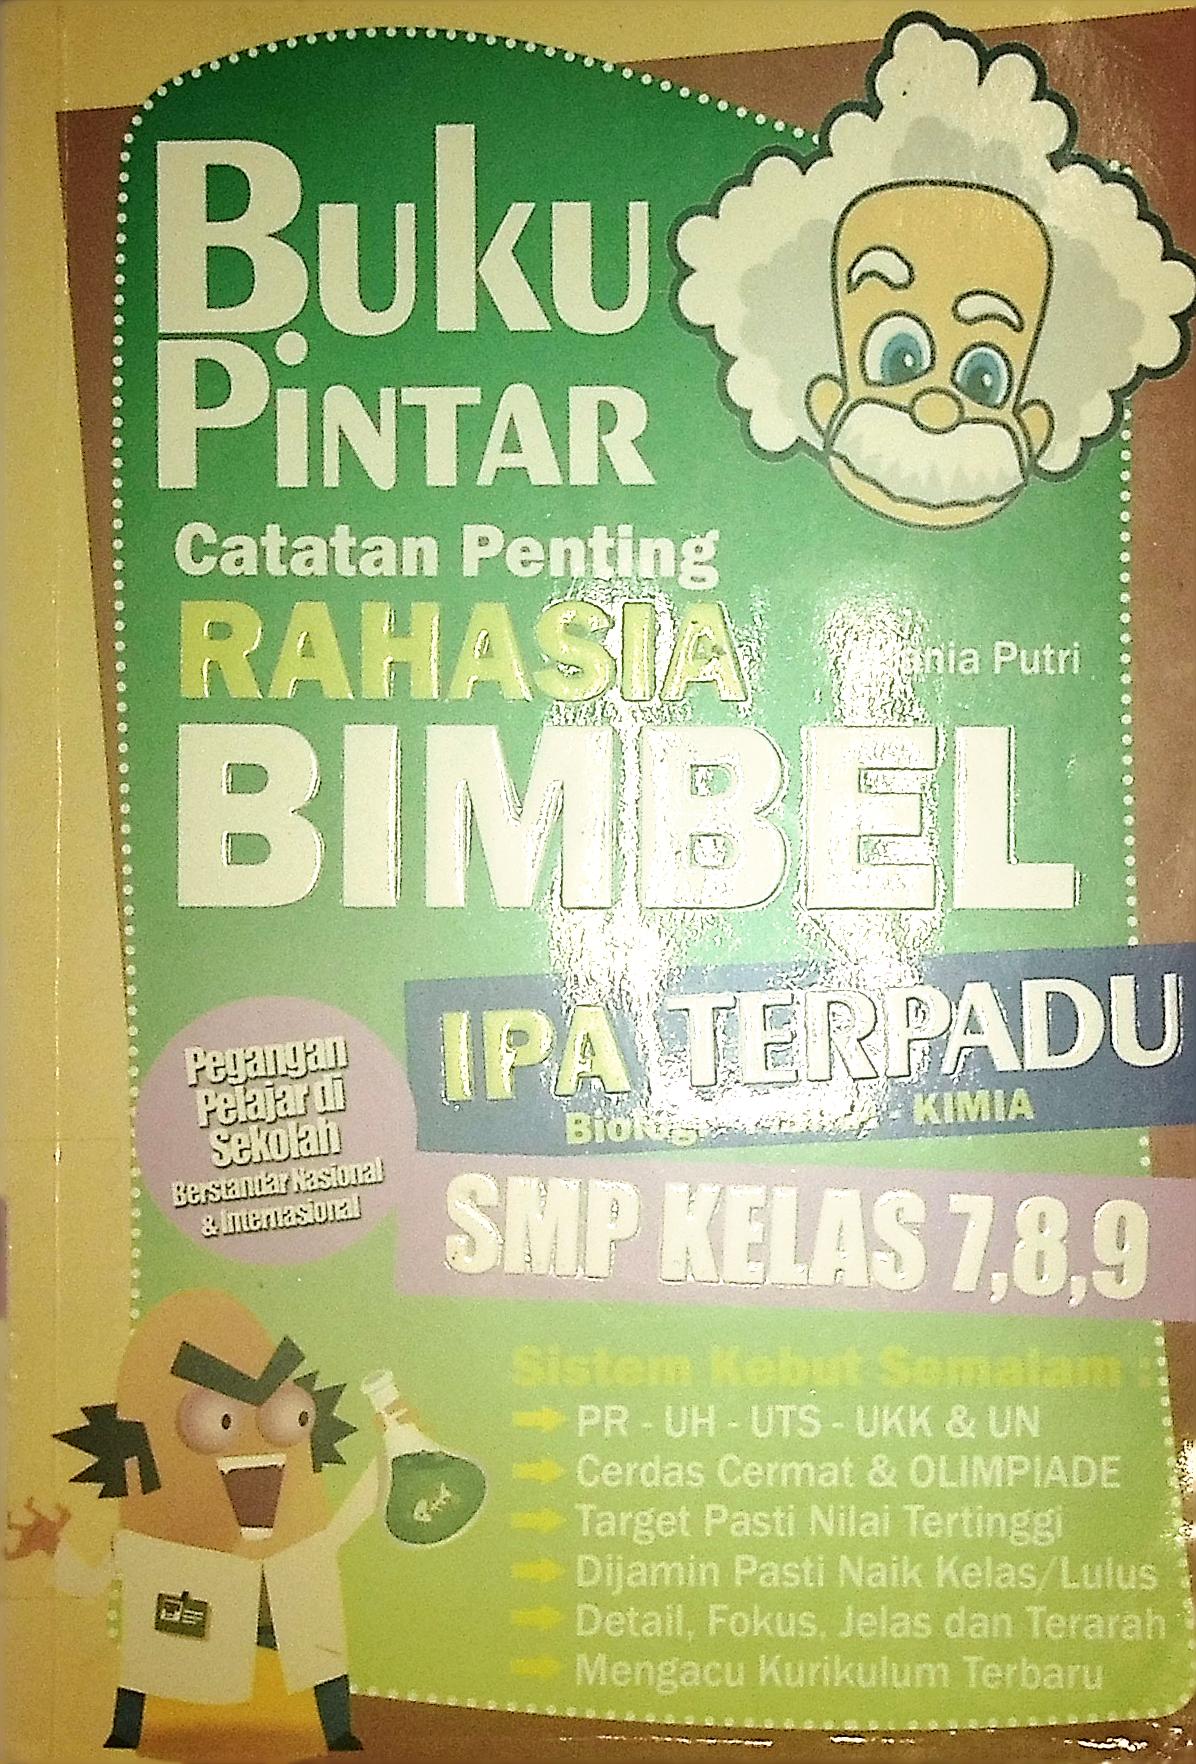 Buku
PiNTAR
Catatan Penting
RAHASIA
Putri
BIMBEL
IPA TERPADU
- KIMIA
Pegangan
Pelajar di
Sekolah
Berstandar Nasional
& Internasional
SMP KELAS 7,8,9
Sistem Kebut Semalam :
PR - UH - UTS - UKK & UN
Cerdas Cermat & OLIMPIADE
Target Pasti Nilai Tertinggi
Dijamin Pasti Naik Kelas/Lulus
Detail, Fokus, Jelas dan Terarah
Mengacu Kurikulum Terbaru